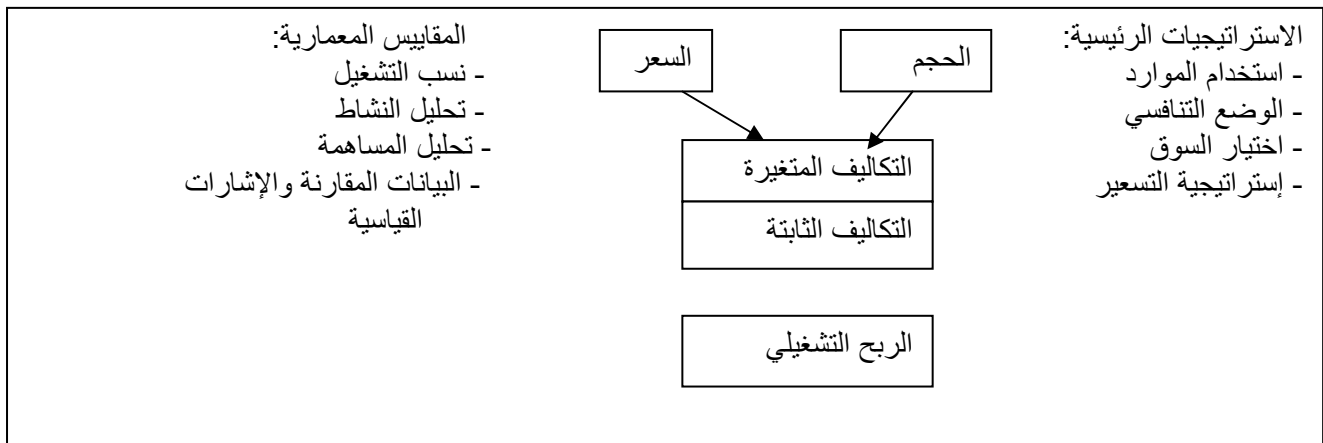 الاستراتيجيات الرئيسية:
- استخدام الموارد
- الوضع التنافسي
- اختيار السوق
- إستراتيجية التسعير
الحجم
السعر
التكاليف المتغيرة
التكاليف الثابتة
الربح التشغيلي
المقاييس المعمارية:
- نسب التشغيل
- تحليل النشاط
- تحليل المساهمة
- البيانات المقارنة والإشارات
القياسية